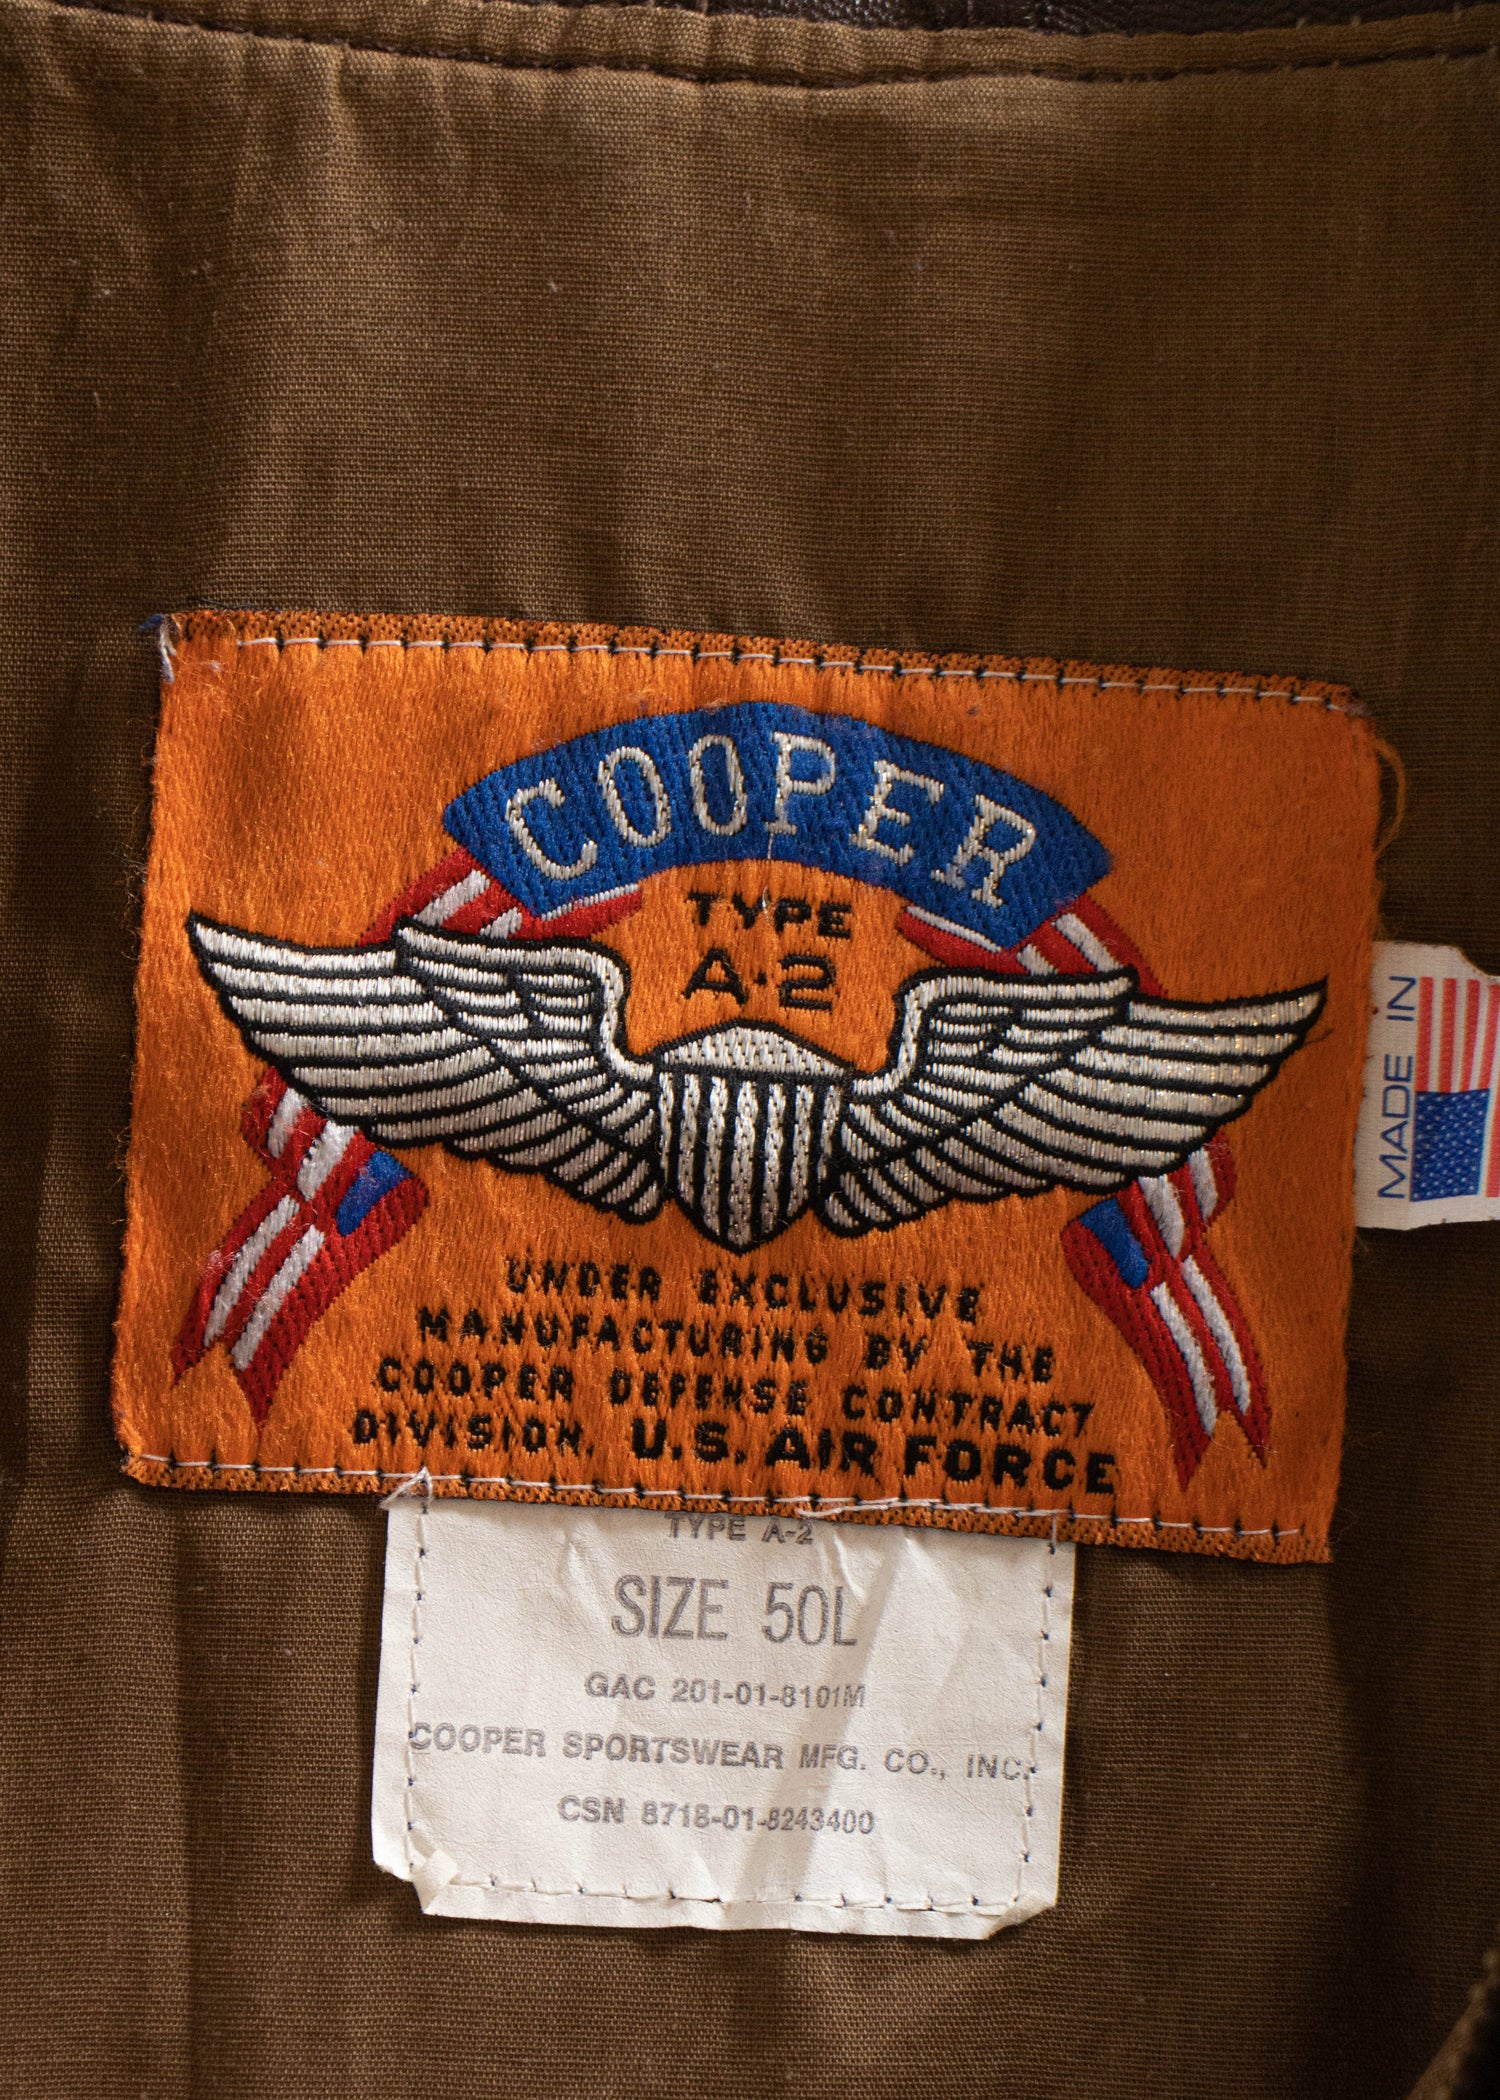 COOPER
TYPE
A-2
UNDER EXCLUSIVE
MANUFACTURING BY THE
COOPER DEFENSE CONTRACT
DIVISION. U.S. AIR FORCE
MADE IN
TYPE A-2
SIZE 50L
GAC 201-01-8101M
COOPER SPORTSWEAR MFG. CO., INC.
CSN 8718-01-8243400